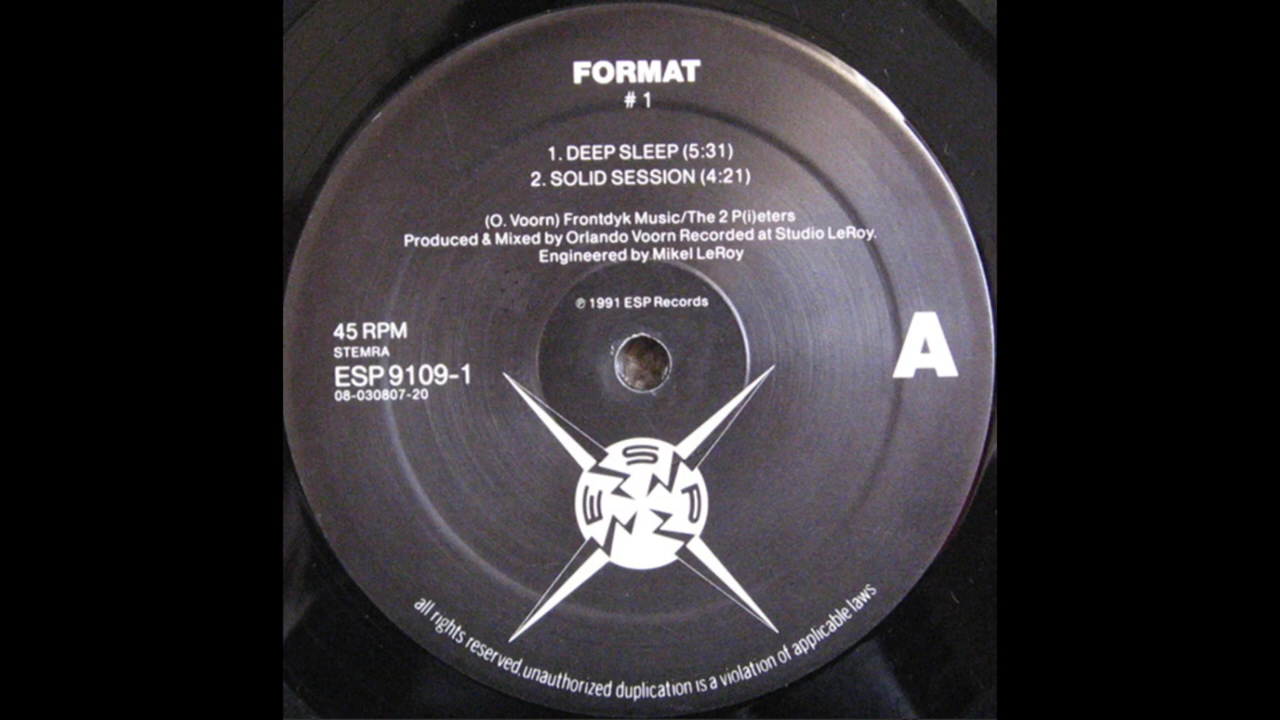 FORMAT
# 1
1. DEEP SLEEP (5:31)
2. SOLID SESSION (4:21)
(O. Voorn) Frontdyk Music/The 2 P(i)eters
Produced & Mixed by Orlando Voorn Recorded at Studio LeRoy.
Engineered by Mikel LeRoy
℗ 1991 ESP Records
45 RPM
STEMRA
ESP 9109-1
08-030807-20
A
E S P
all rights reserved. unauthorized duplication is a violation of applicable laws